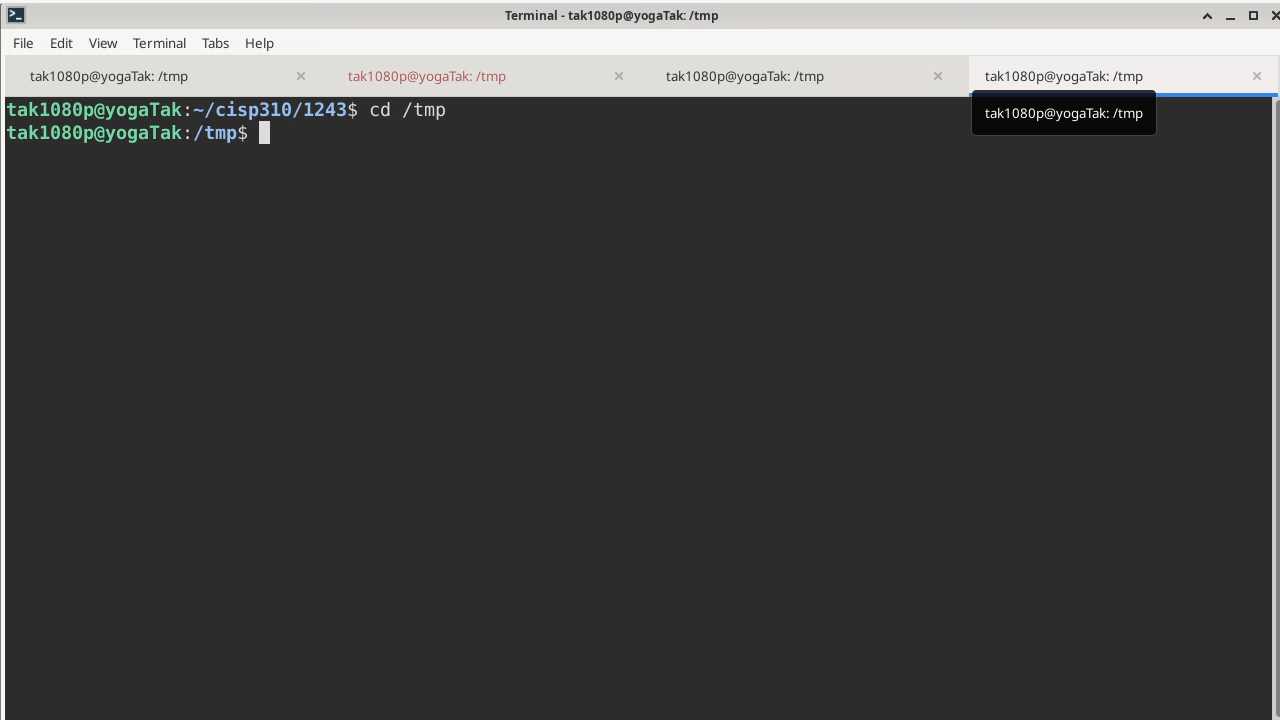 Terminal - tak1080p@yogaTak: /tmp
File Edit View Terminal Tabs Help
tak1080p@yogaTak: /tmp tak1080p@yogaTak: /tmp tak1080p@yogaTak: /tmp tak1080p@yogaTak: /tmp
tak1080p@yogaTak:~/cisp310/1243$ cd /tmp
tak1080p@yogaTak: /tmp
tak1080p@yogaTak:/tmp$